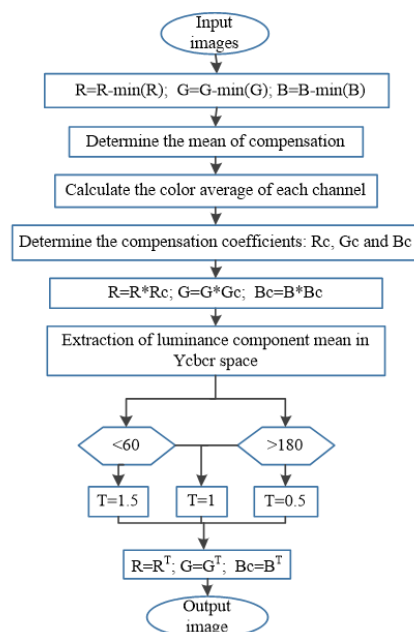 Input
images
R=R-min(R); G=G-min(G); B=B-min(B)
Determine the mean of compensation
Calculate the color average of each channel
Determine the compensation coefficients: Rc, Gc and Bc
R=R*Rc; G=G*Gc; Bc=B*Bc
Extraction of luminance component mean in
Ycbcr space
<60
>180
T=1.5
T=1
T=0.5
R=R^T; G=G^T; Bc=B^T
Output
image